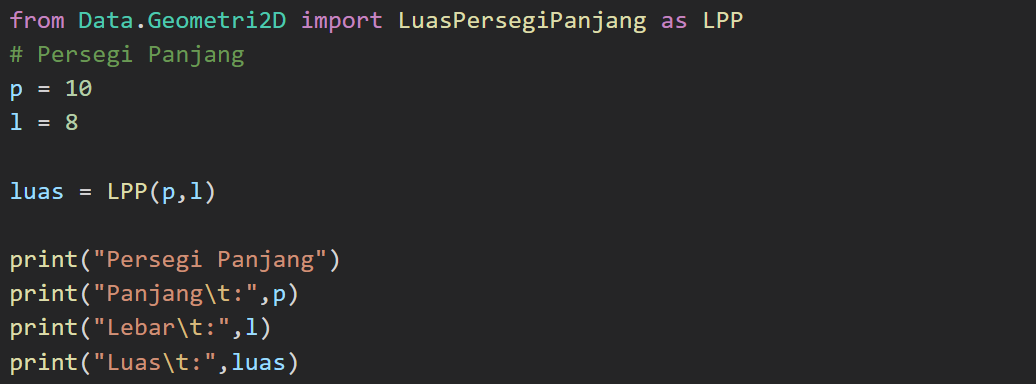 from Data.Geometri2D import LuasPersegiPanjang as LPP
# Persegi Panjang
p = 10
l = 8
luas = LPP(p,l)
print("Persegi Panjang")
print("Panjang\t:",p)
print("Lebar\t:",l)
print("Luas\t:",luas)